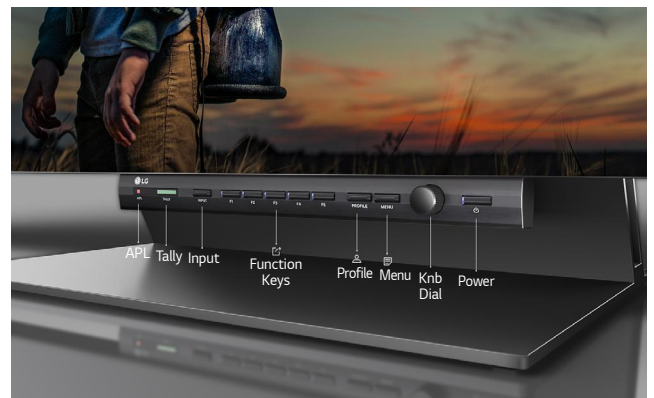 LG
APL
TALLY
INPUT
F1
F2
F3
F4
F5
PROFILE
MENU
APL
Tally
Input
Function
Keys
Profile
Menu
Knb
Dial
Power